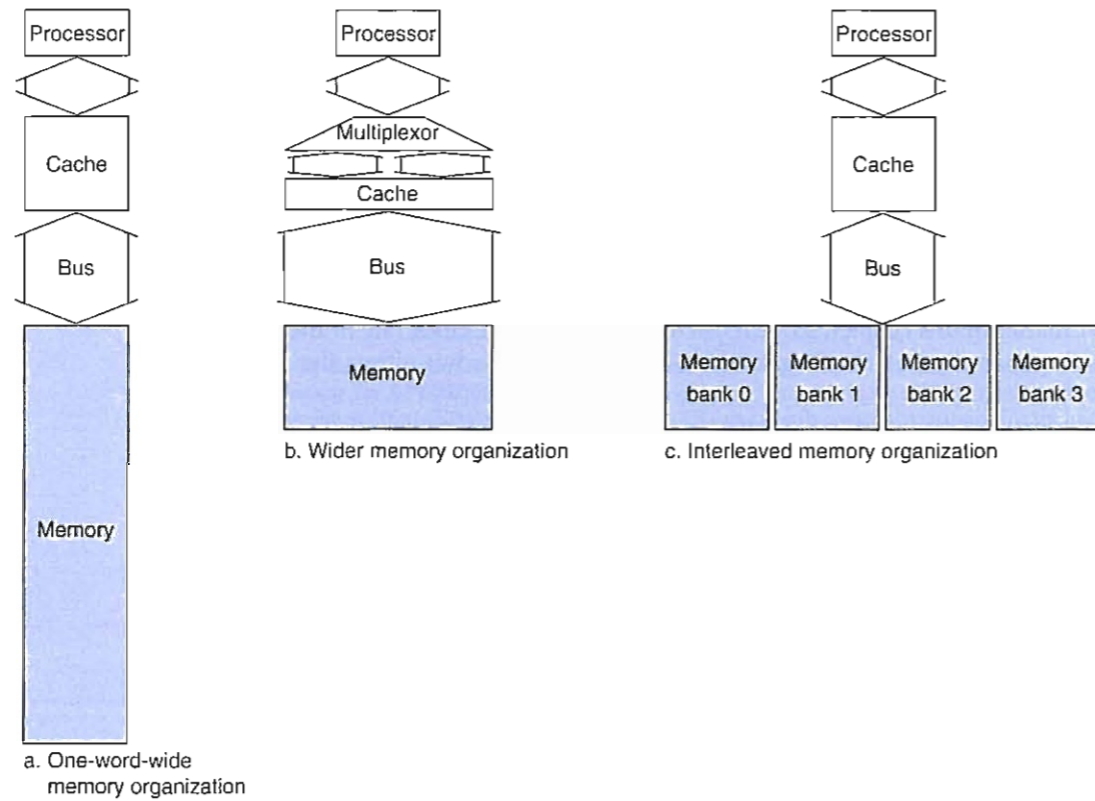 Processor
Cache
Bus
Memory
a. One-word-wide
memory organization
Processor
Multiplexor
Cache
Bus
Memory
b. Wider memory organization
Processor
Cache
Bus
Memory
bank 0
Memory
bank 1
Memory
bank 2
Memory
bank 3
c. Interleaved memory organization